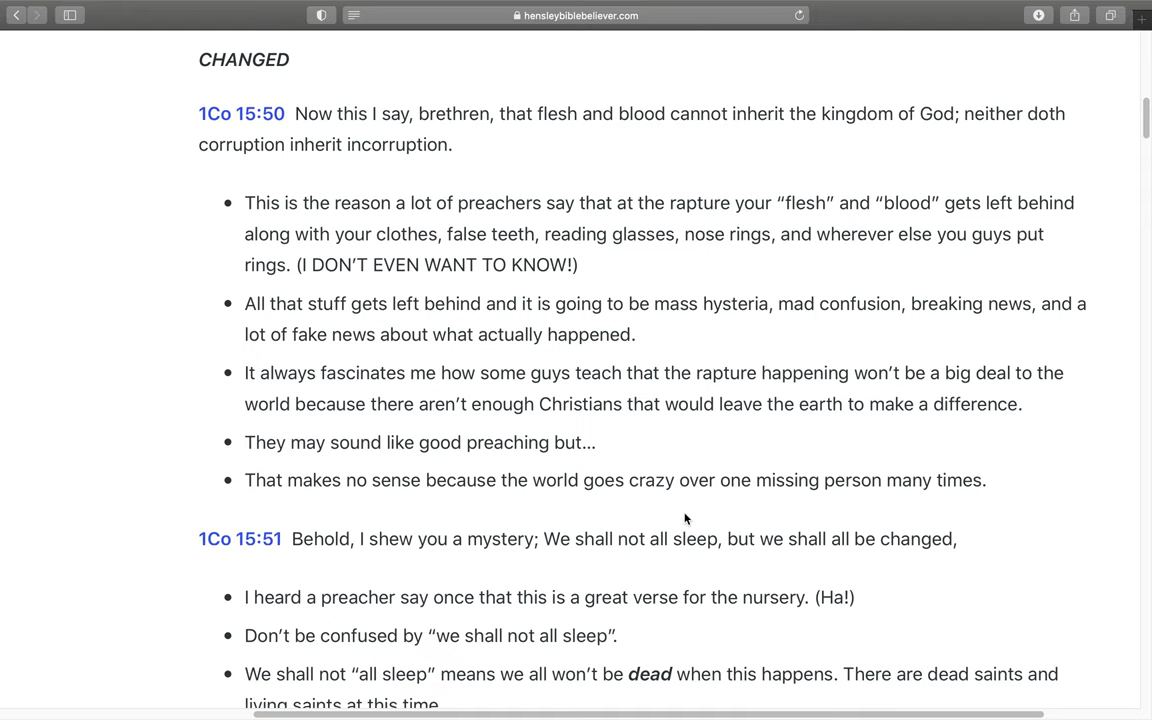 hensleybiblebeliever.com
CHANGED
1Co 15:50 Now this I say, brethren, that flesh and blood cannot inherit the kingdom of God; neither doth
corruption inherit incorruption.
• This is the reason a lot of preachers say that at the rapture your “flesh” and “blood” gets left behind
along with your clothes, false teeth, reading glasses, nose rings, and wherever else you guys put
rings. (I DON’T EVEN WANT TO KNOW!)
• All that stuff gets left behind and it is going to be mass hysteria, mad confusion, breaking news, and a
lot of fake news about what actually happened.
• It always fascinates me how some guys teach that the rapture happening won’t be a big deal to the
world because there aren’t enough Christians that would leave the earth to make a difference.
• They may sound like good preaching but...
• That makes no sense because the world goes crazy over one missing person many times.
1Co 15:51 Behold, I shew you a mystery; We shall not all sleep, but we shall all be changed,
• I heard a preacher say once that this is a great verse for the nursery. (Ha!)
• Don’t be confused by “we shall not all sleep”.
• We shall not “all sleep” means we all won’t be dead when this happens. There are dead saints and
living saints at this time.